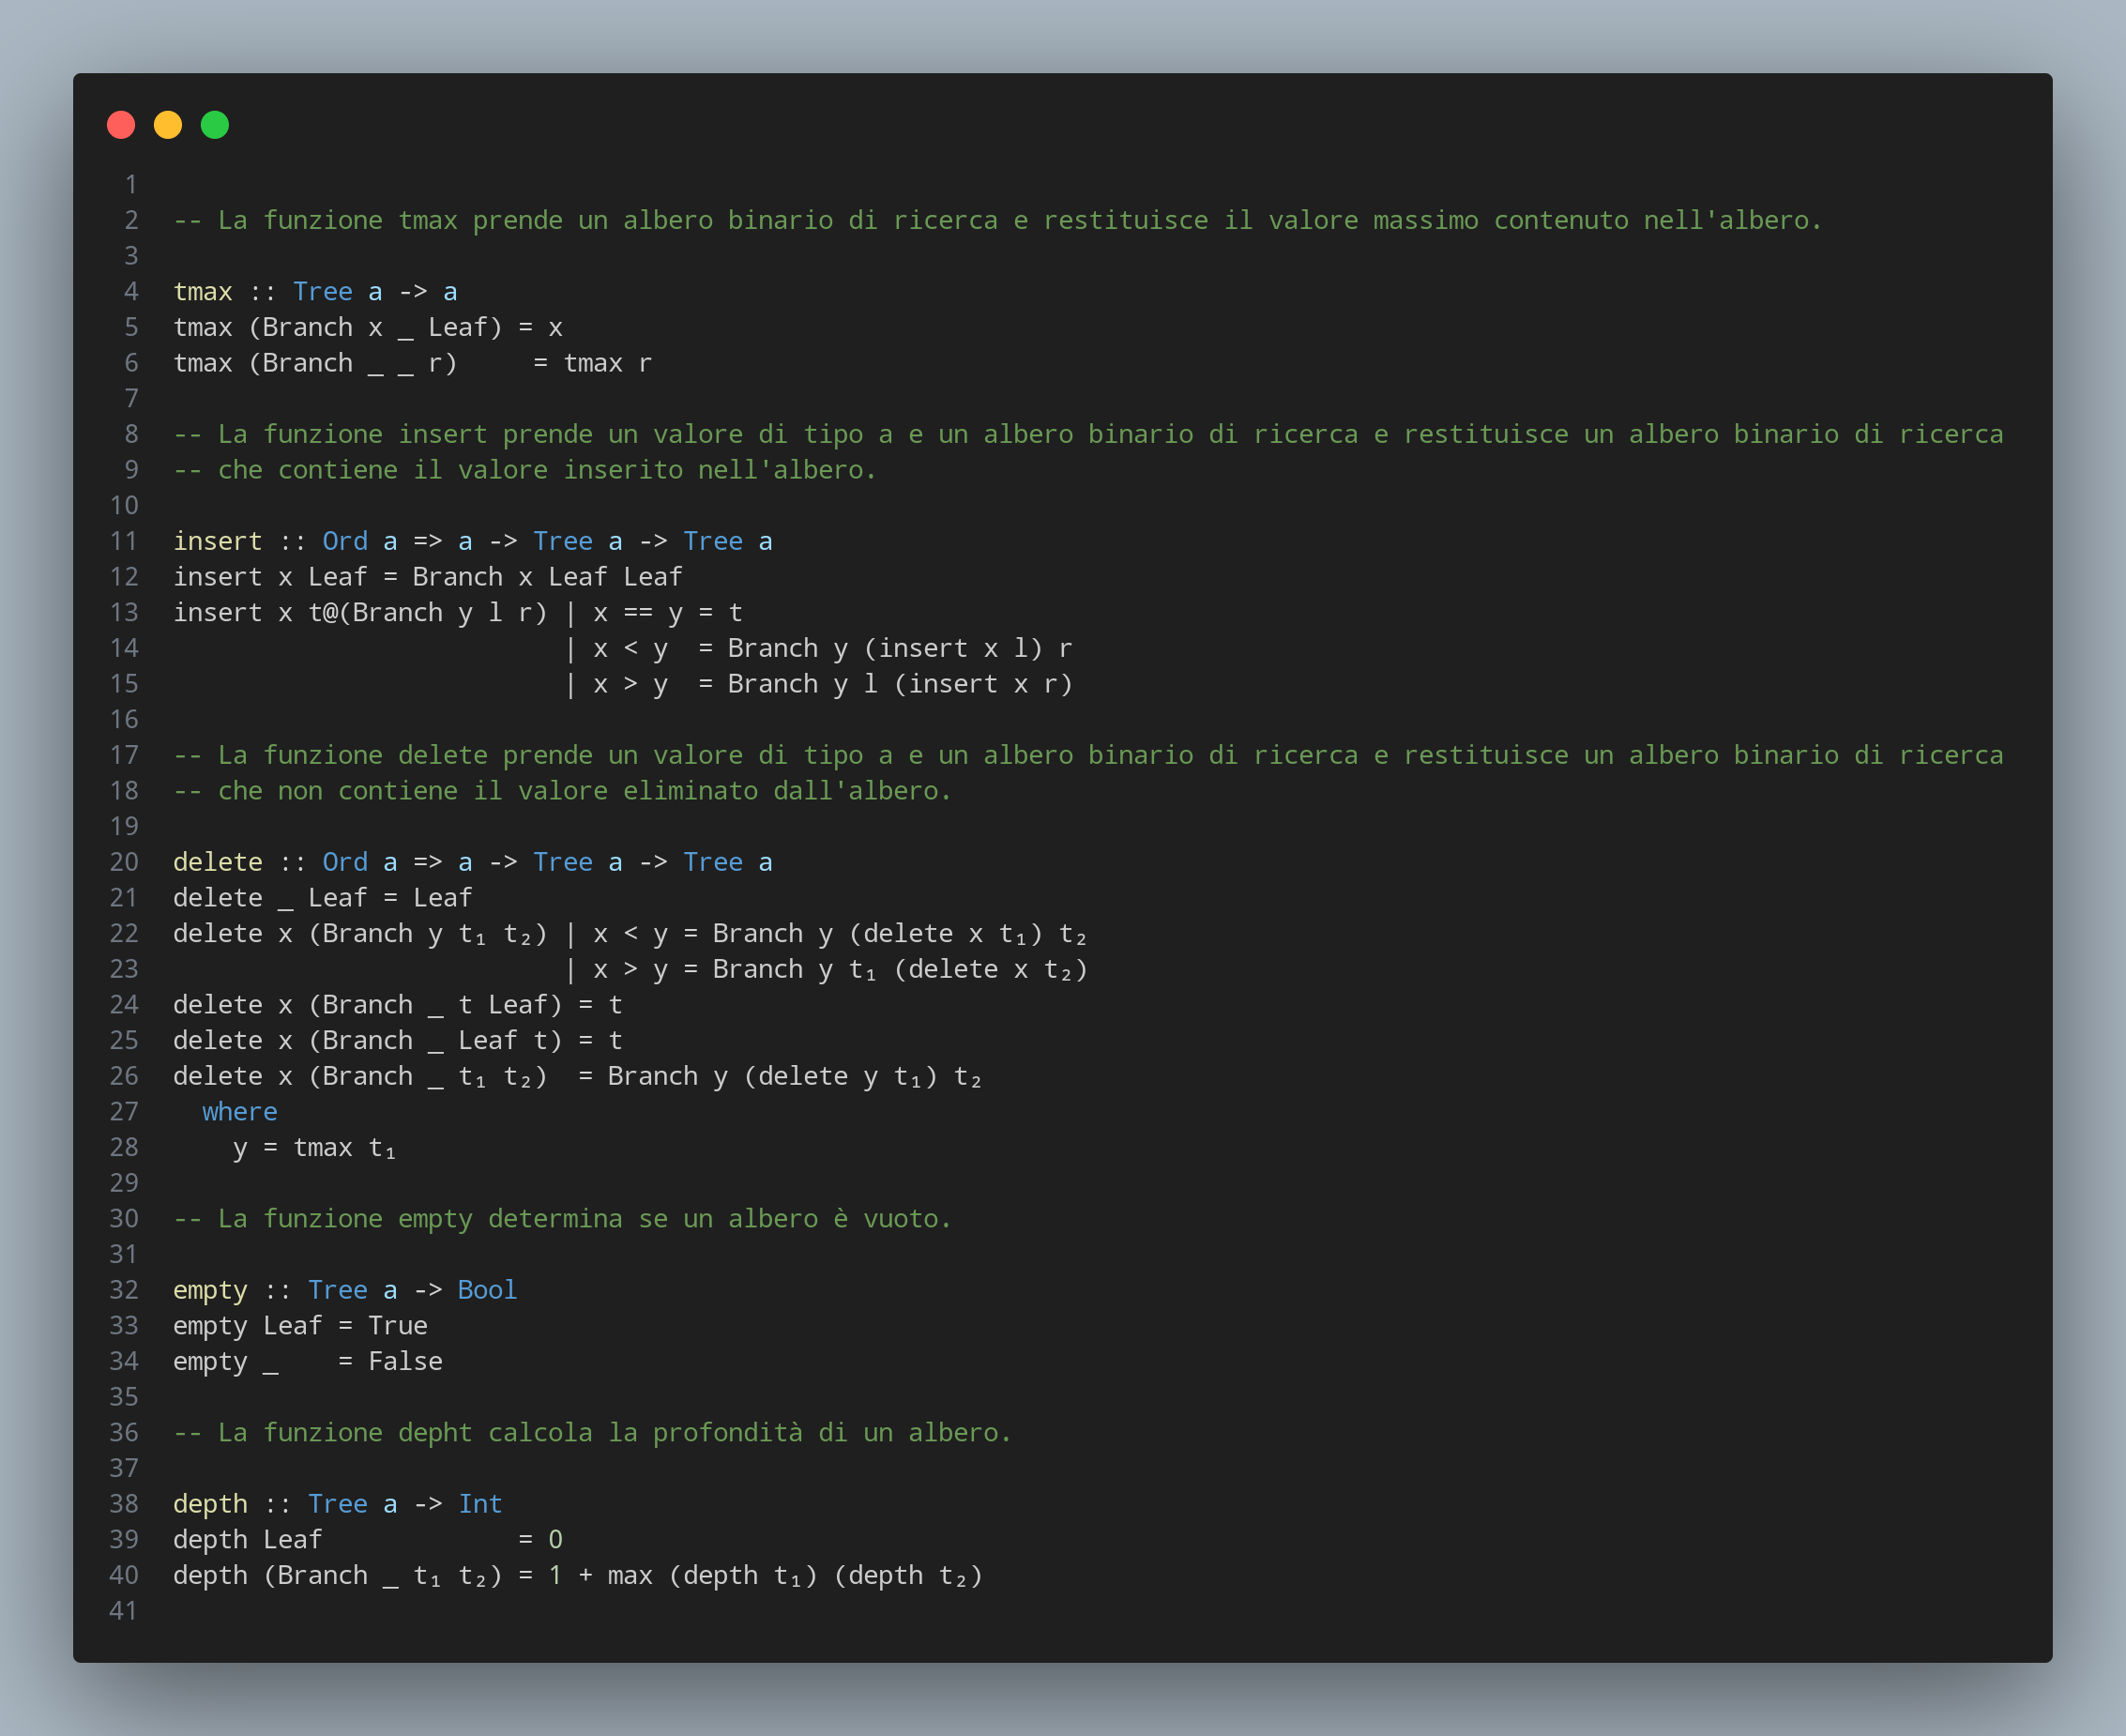 1
2 -- La funzione tmax prende un albero binario di ricerca e restituisce il valore massimo contenuto nell'albero.
3
4 tmax :: Tree a -> a
5 tmax (Branch x _ Leaf) = x
6 tmax (Branch _ _ r)     = tmax r
7
8 -- La funzione insert prende un valore di tipo a e un albero binario di ricerca e restituisce un albero binario di ricerca
9 -- che contiene il valore inserito nell'albero.
10
11 insert :: Ord a => a -> Tree a -> Tree a
12 insert x Leaf = Branch x Leaf Leaf
13 insert x t@(Branch y l r) | x == y = t
14                           | x < y  = Branch y (insert x l) r
15                           | x > y  = Branch y l (insert x r)
16
17 -- La funzione delete prende un valore di tipo a e un albero binario di ricerca e restituisce un albero binario di ricerca
18 -- che non contiene il valore eliminato dall'albero.
19
20 delete :: Ord a => a -> Tree a -> Tree a
21 delete _ Leaf = Leaf
22 delete x (Branch y t₁ t₂) | x < y = Branch y (delete x t₁) t₂
23                           | x > y = Branch y t₁ (delete x t₂)
24 delete x (Branch _ t Leaf) = t
25 delete x (Branch _ Leaf t) = t
26 delete x (Branch _ t₁ t₂)  = Branch y (delete y t₁) t₂
27   where
28     y = tmax t₁
29
30 -- La funzione empty determina se un albero è vuoto.
31
32 empty :: Tree a -> Bool
33 empty Leaf = True
34 empty _    = False
35
36 -- La funzione depht calcola la profondità di un albero.
37
38 depth :: Tree a -> Int
39 depth Leaf             = 0
40 depth (Branch _ t₁ t₂) = 1 + max (depth t₁) (depth t₂)
41